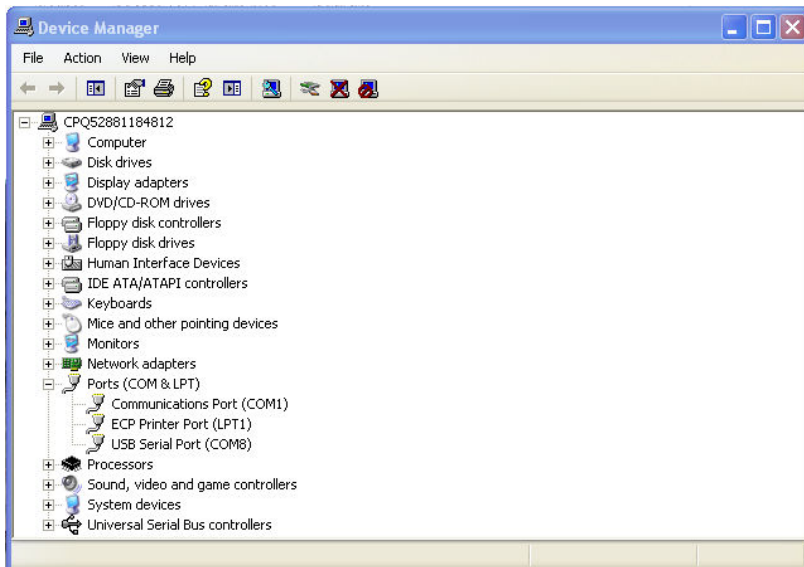 Device Manager
File Action View Help
CPQ52881184812
Computer
Disk drives
Display adapters
DVD/CD-ROM drives
Floppy disk controllers
Floppy disk drives
Human Interface Devices
IDE ATA/ATAPI controllers
Keyboards
Mice and other pointing devices
Monitors
Network adapters
Ports (COM & LPT)
Communications Port (COM1)
ECP Printer Port (LPT1)
USB Serial Port (COM8)
Processors
Sound, video and game controllers
System devices
Universal Serial Bus controllers